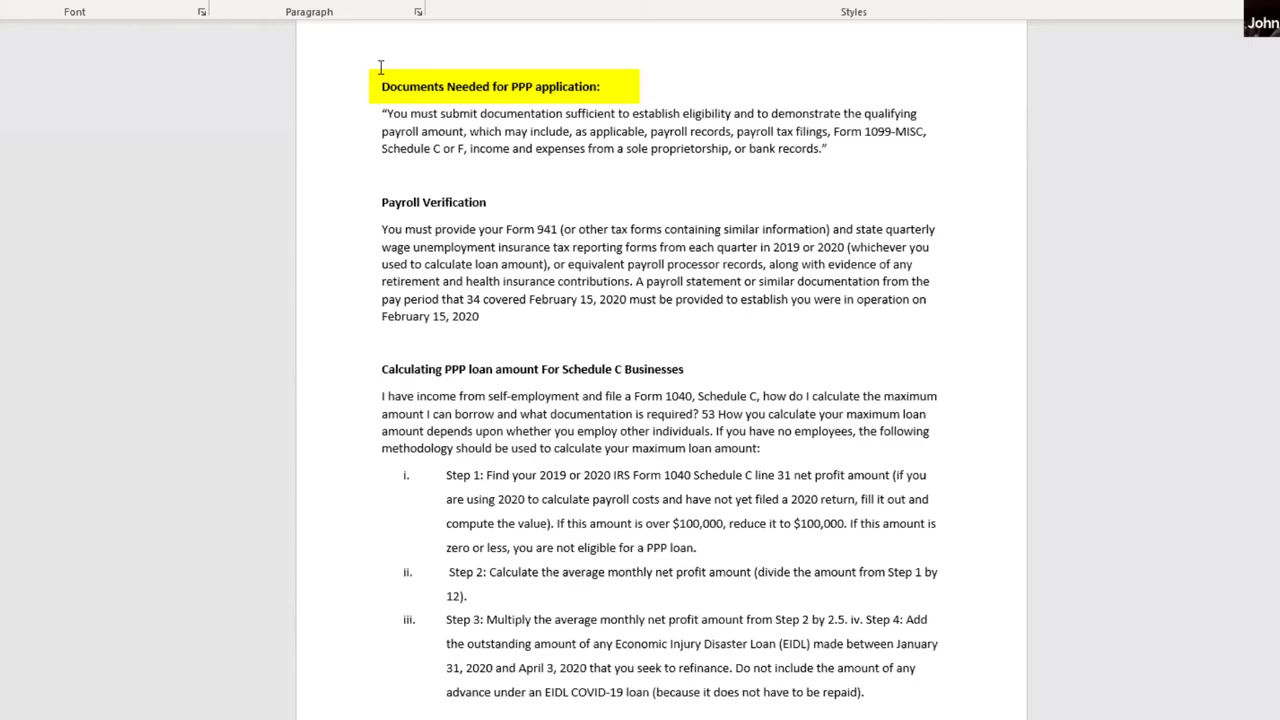 Font
Paragraph
Styles
John
Documents Needed for PPP application:
“You must submit documentation sufficient to establish eligibility and to demonstrate the qualifying
payroll amount, which may include, as applicable, payroll records, payroll tax filings, Form 1099-MISC,
Schedule C or F, income and expenses from a sole proprietorship, or bank records.”
Payroll Verification
You must provide your Form 941 (or other tax forms containing similar information) and state quarterly
wage unemployment insurance tax reporting forms from each quarter in 2019 or 2020 (whichever you
used to calculate loan amount), or equivalent payroll processor records, along with evidence of any
retirement and health insurance contributions. A payroll statement or similar documentation from the
pay period that 34 covered February 15, 2020 must be provided to establish you were in operation on
February 15, 2020
Calculating PPP loan amount For Schedule C Businesses
I have income from self-employment and file a Form 1040, Schedule C, how do I calculate the maximum
amount I can borrow and what documentation is required? 53 How you calculate your maximum loan
amount depends upon whether you employ other individuals. If you have no employees, the following
methodology should be used to calculate your maximum loan amount:
i. Step 1: Find your 2019 or 2020 IRS Form 1040 Schedule C line 31 net profit amount (if you
are using 2020 to calculate payroll costs and have not yet filed a 2020 return, fill it out and
compute the value). If this amount is over $100,000, reduce it to $100,000. If this amount is
zero or less, you are not eligible for a PPP loan.
ii. Step 2: Calculate the average monthly net profit amount (divide the amount from Step 1 by
12).
iii. Step 3: Multiply the average monthly net profit amount from Step 2 by 2.5. iv. Step 4: Add
the outstanding amount of any Economic Injury Disaster Loan (EIDL) made between January
31, 2020 and April 3, 2020 that you seek to refinance. Do not include the amount of any
advance under an EIDL COVID-19 loan (because it does not have to be repaid).